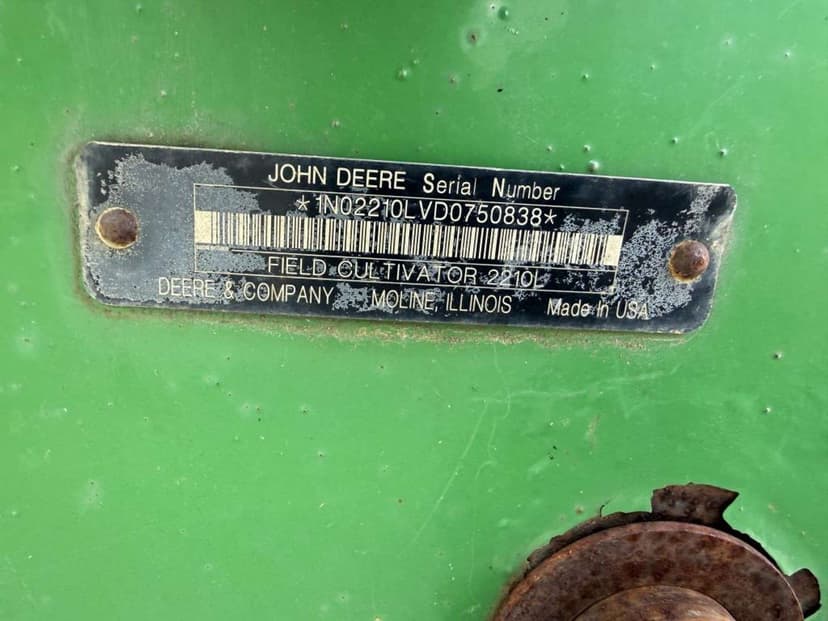 JOHN DEERE Serial Number
*1N02210LVD0750838*
FIELD CULTIVATOR 2210L
DEERE & COMPANY MOLINE, ILLINOIS Made In USA